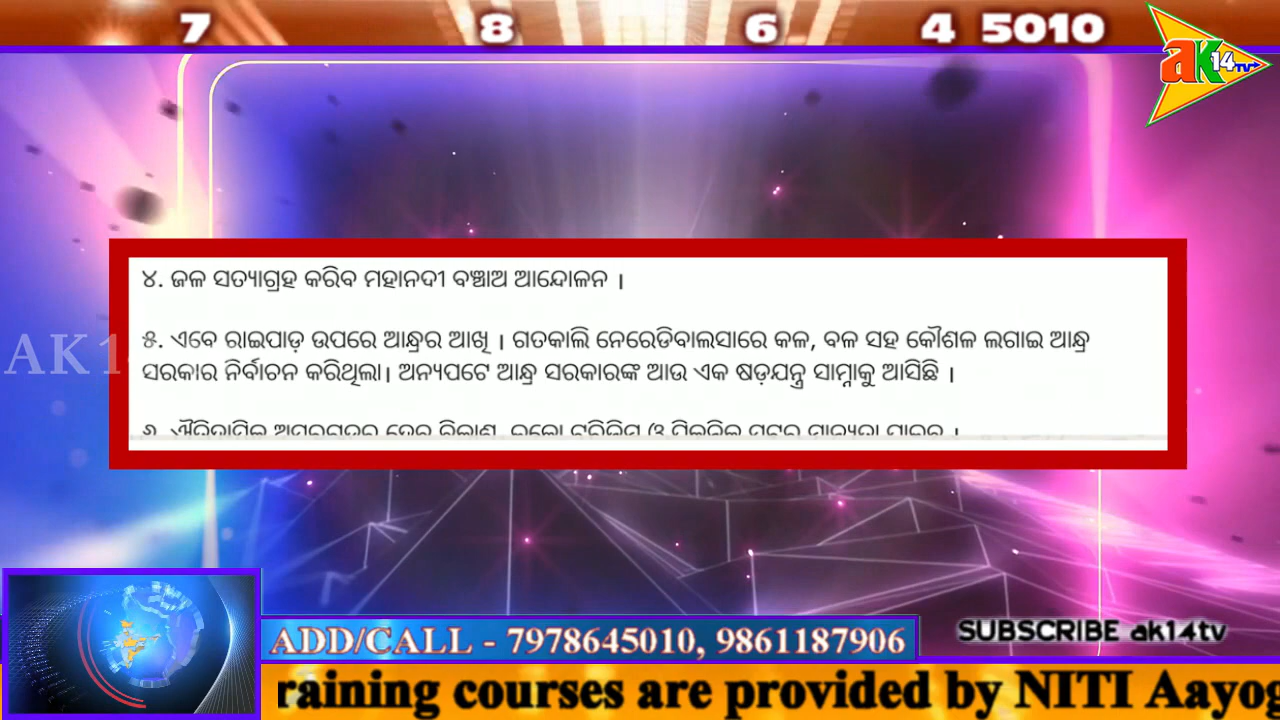 7 8 6 4 5010
ak14TV
୪. ଜଳ ସତ୍ୟାଗ୍ରହ କରିବ ମହାନଦୀ ବଞ୍ଚାଅ ଆନ୍ଦୋଳନ ।
୫. ଏବେ ରାଇପାଡ଼ ଉପରେ ଆନ୍ଧ୍ରର ଆଖି । ଗତକାଲି ନେରେଡିବାଲସାରେ କଳ, ବଳ ସହ କୌଶଳ ଲଗାଇ ଆନ୍ଧ୍ର
ସରକାର ନିର୍ବାଚନ କରିଥିଲା। ଅନ୍ୟପଟେ ଆନ୍ଧ୍ର ସରକାରଙ୍କ ଆଉ ଏକ ଷଡ଼ଯନ୍ତ୍ର ସାମ୍ନାକୁ ଆସିଛି ।
AK 1
ADD/CALL - 7978645010, 9861187906
SUBSCRIBE ak14tv
raining courses are provided by NITI Aayog